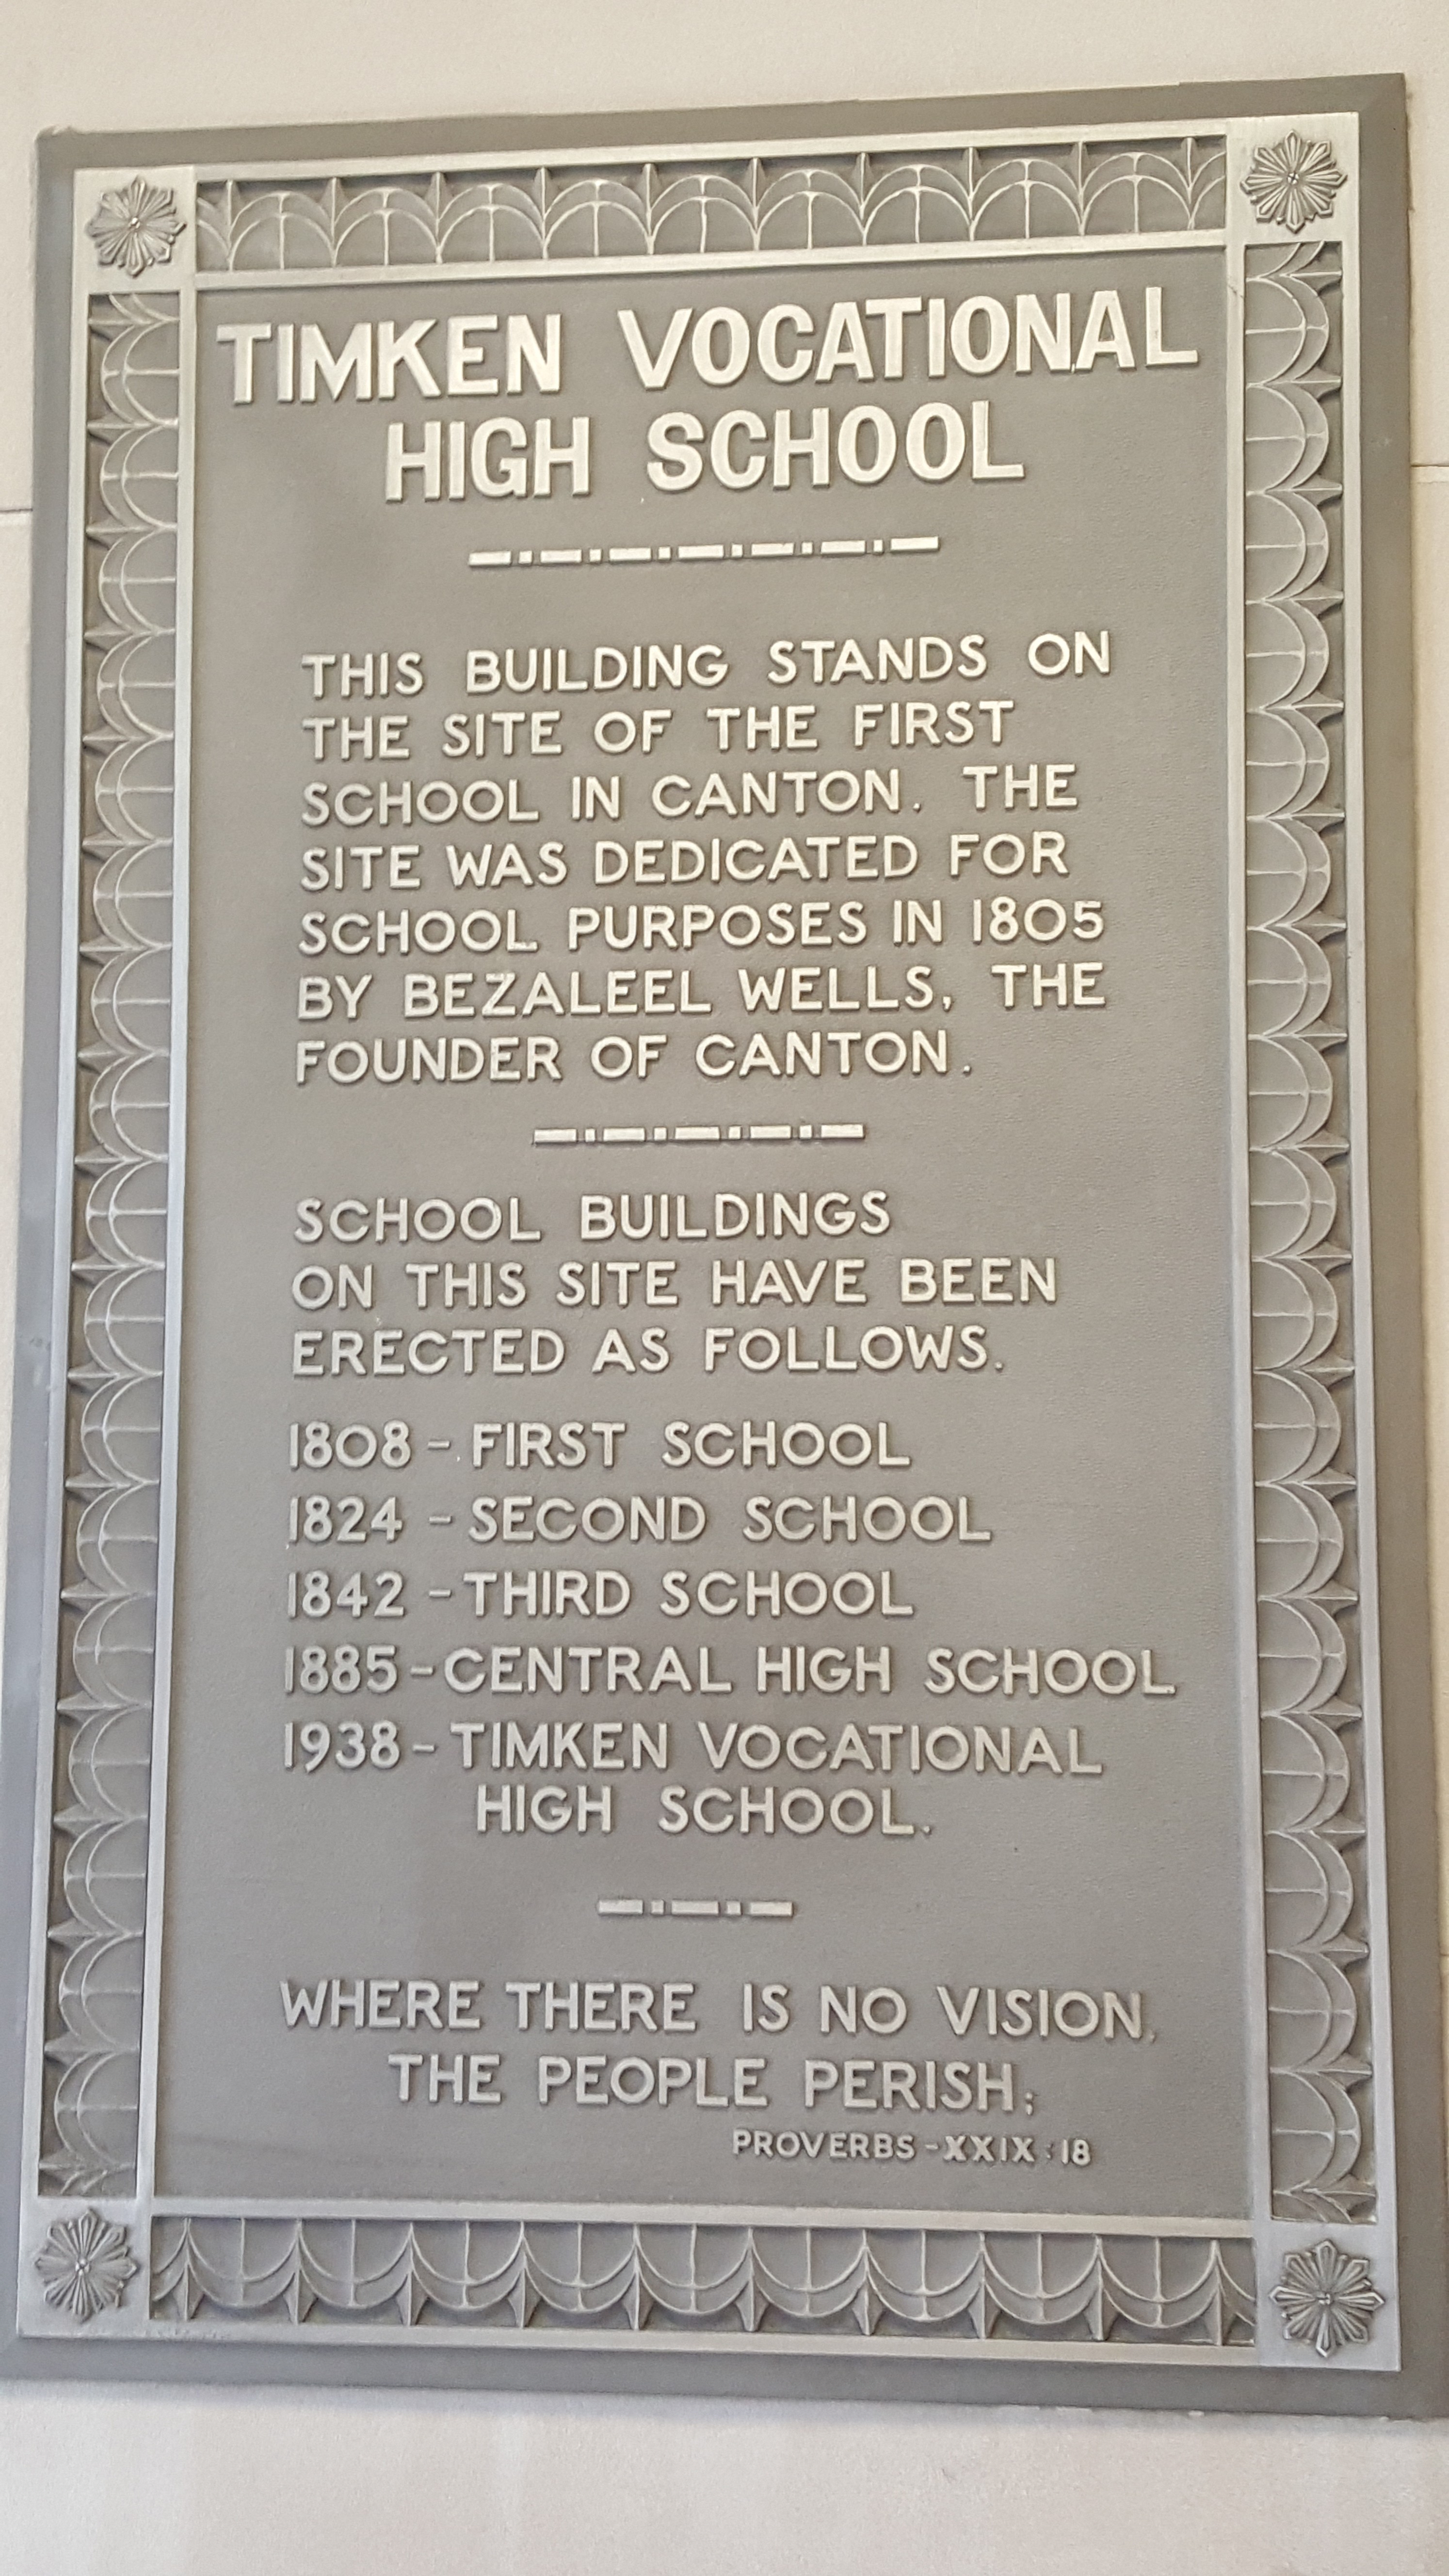 TIMKEN VOCATIONAL
HIGH SCHOOL
THIS BUILDING STANDS ON
THE SITE OF THE FIRST
SCHOOL IN CANTON. THE
SITE WAS DEDICATED FOR
SCHOOL PURPOSES IN 1805
BY BEZALEEL WELLS, THE
FOUNDER OF CANTON.
SCHOOL BUILDINGS
ON THIS SITE HAVE BEEN
ERECTED AS FOLLOWS.
1808 - FIRST SCHOOL
1824 - SECOND SCHOOL
1842 - THIRD SCHOOL
1885 - CENTRAL HIGH SCHOOL
1938 - TIMKEN VOCATIONAL
HIGH SCHOOL.
WHERE THERE IS NO VISION,
THE PEOPLE PERISH;
PROVERBS - XXIX : 18